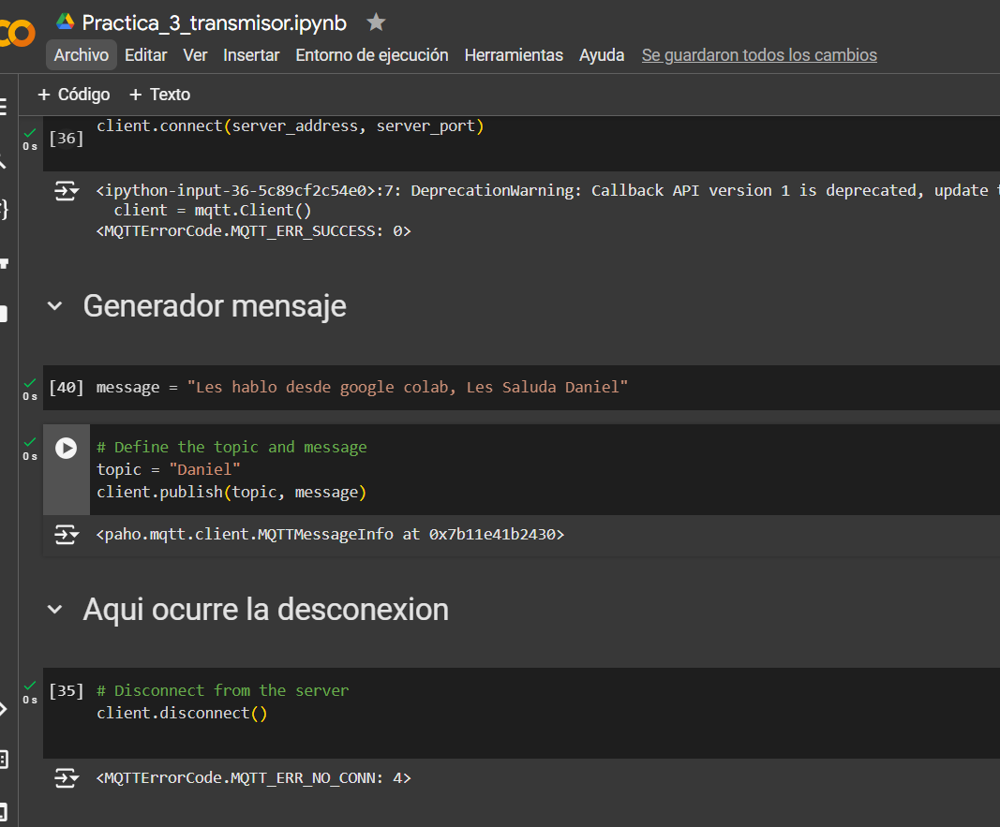 Practica_3_transmisor.ipynb
Archivo Editar Ver Insertar Entorno de ejecución Herramientas Ayuda Se guardaron todos los cambios
+ Código + Texto
client.connect(server_address, server_port)
0 s [36]
<ipython-input-36-5c89cf2c54e0>:7: DeprecationWarning: Callback API version 1 is deprecated, update
client = mqtt.Client()
<MQTTErrorCode.MQTT_ERR_SUCCESS: 0>
Generador mensaje
0 s [40] message = "Les hablo desde google colab, Les Saluda Daniel"
0 s # Define the topic and message
topic = "Daniel"
client.publish(topic, message)
<paho.mqtt.client.MQTTMessageInfo at 0x7b11e41b2430>
Aqui ocurre la desconexion
0 s [35] # Disconnect from the server
client.disconnect()
<MQTTErrorCode.MQTT_ERR_NO_CONN: 4>